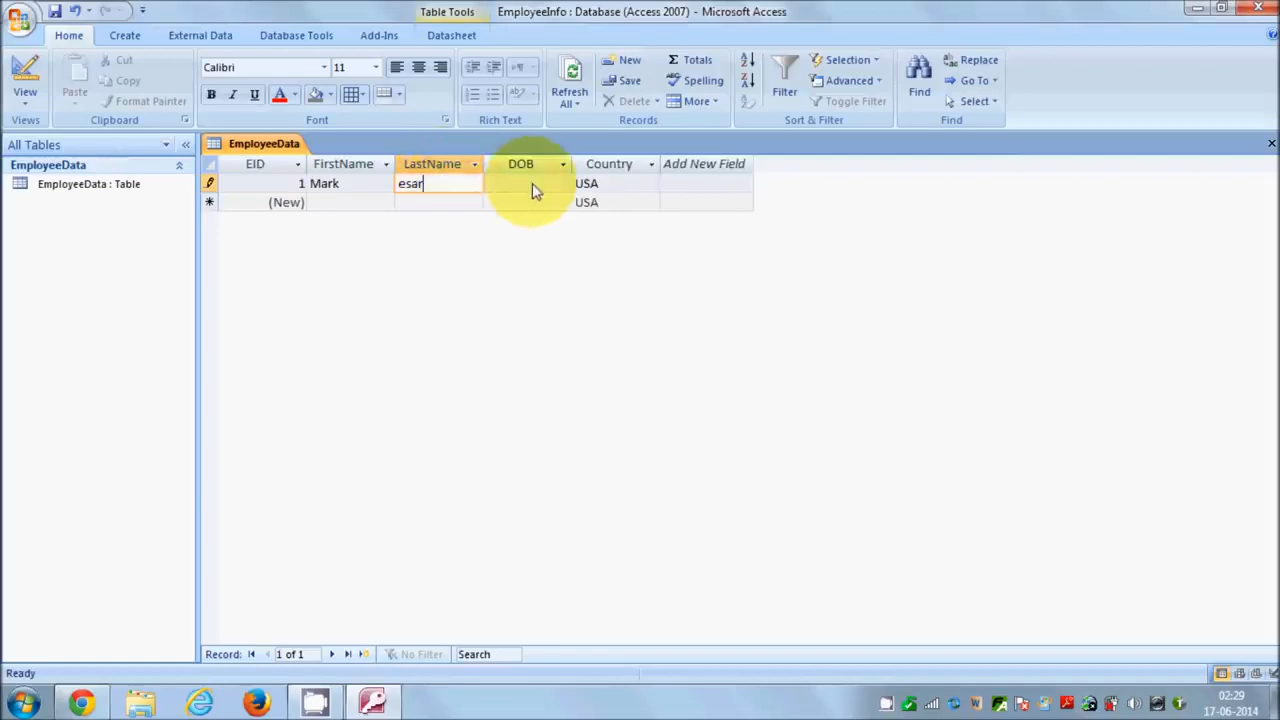 Table Tools
EmployeeInfo : Database (Access 2007) - Microsoft Access
Home Create External Data Database Tools Add-Ins Datasheet
View
Views
Paste
Cut
Copy
Format Painter
Clipboard
Calibri 11
B I U A
Font
Rich Text
Refresh
All
New
Save
Delete
Totals
Spelling
More
Records
Filter
Selection
Advanced
Toggle Filter
Sort & Filter
Find
Replace
Go To
Select
Find
All Tables
EmployeeData
EmployeeData : Table
EmployeeData
EID FirstName LastName DOB Country Add New Field
1 Mark esar USA
(New) USA
Record: 1 of 1 No Filter Search
Ready
02:29
17-06-2014